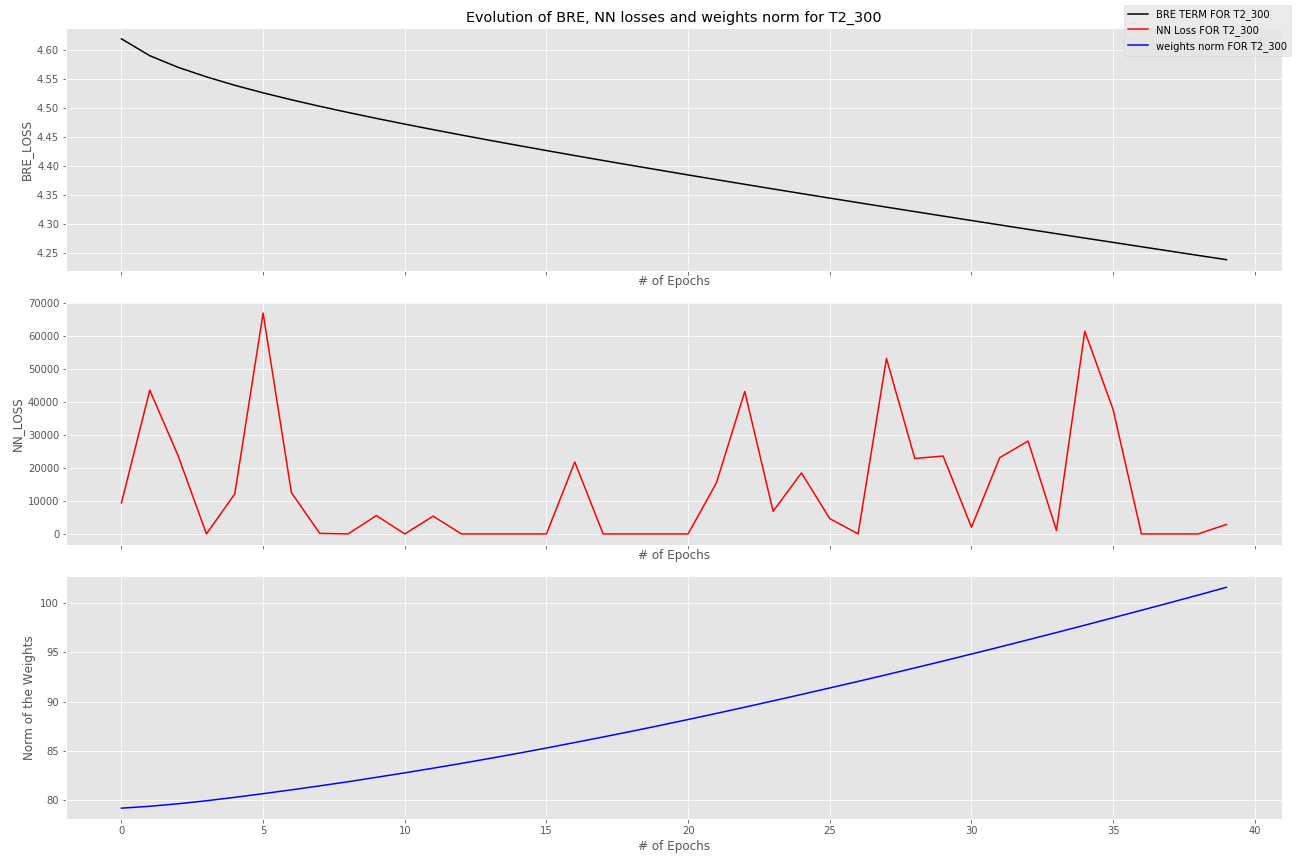 Evolution of BRE, NN losses and weights norm for T2_300
BRE TERM FOR T2_300
NN Loss FOR T2_300
weights norm FOR T2_300
BRE_LOSS
4.60
4.55
4.50
4.45
4.40
4.35
4.30
4.25
# of Epochs
NN_LOSS
70000
60000
50000
40000
30000
20000
10000
0
# of Epochs
Norm of the Weights
100
95
90
85
80
0 5 10 15 20 25 30 35 40
# of Epochs